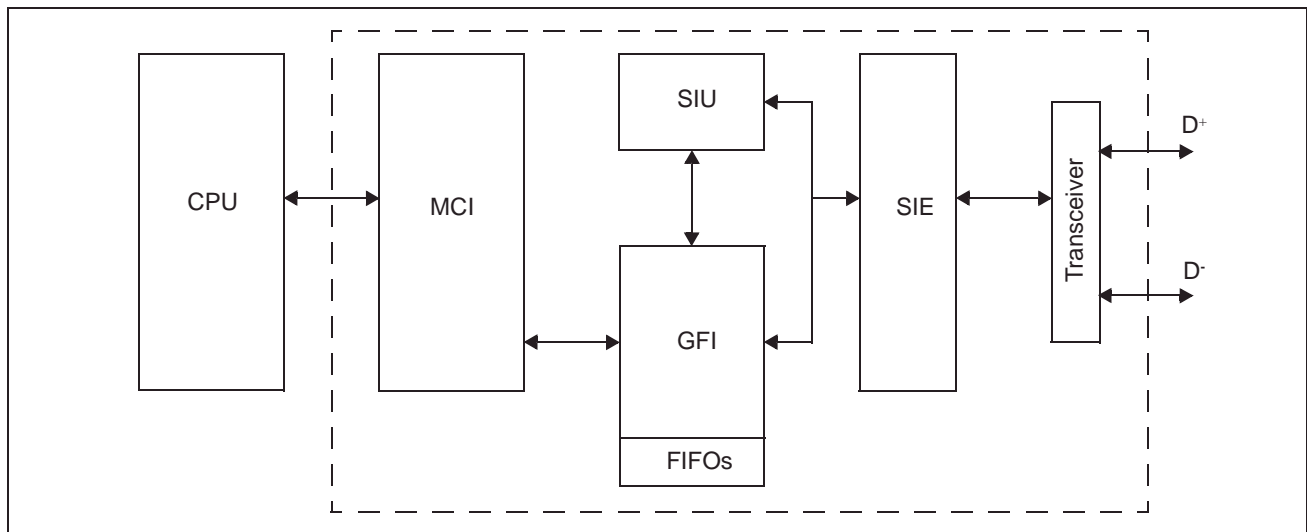 CPU
MCI
SIU
GFI
FIFOs
SIE
Transceiver
D+
D-